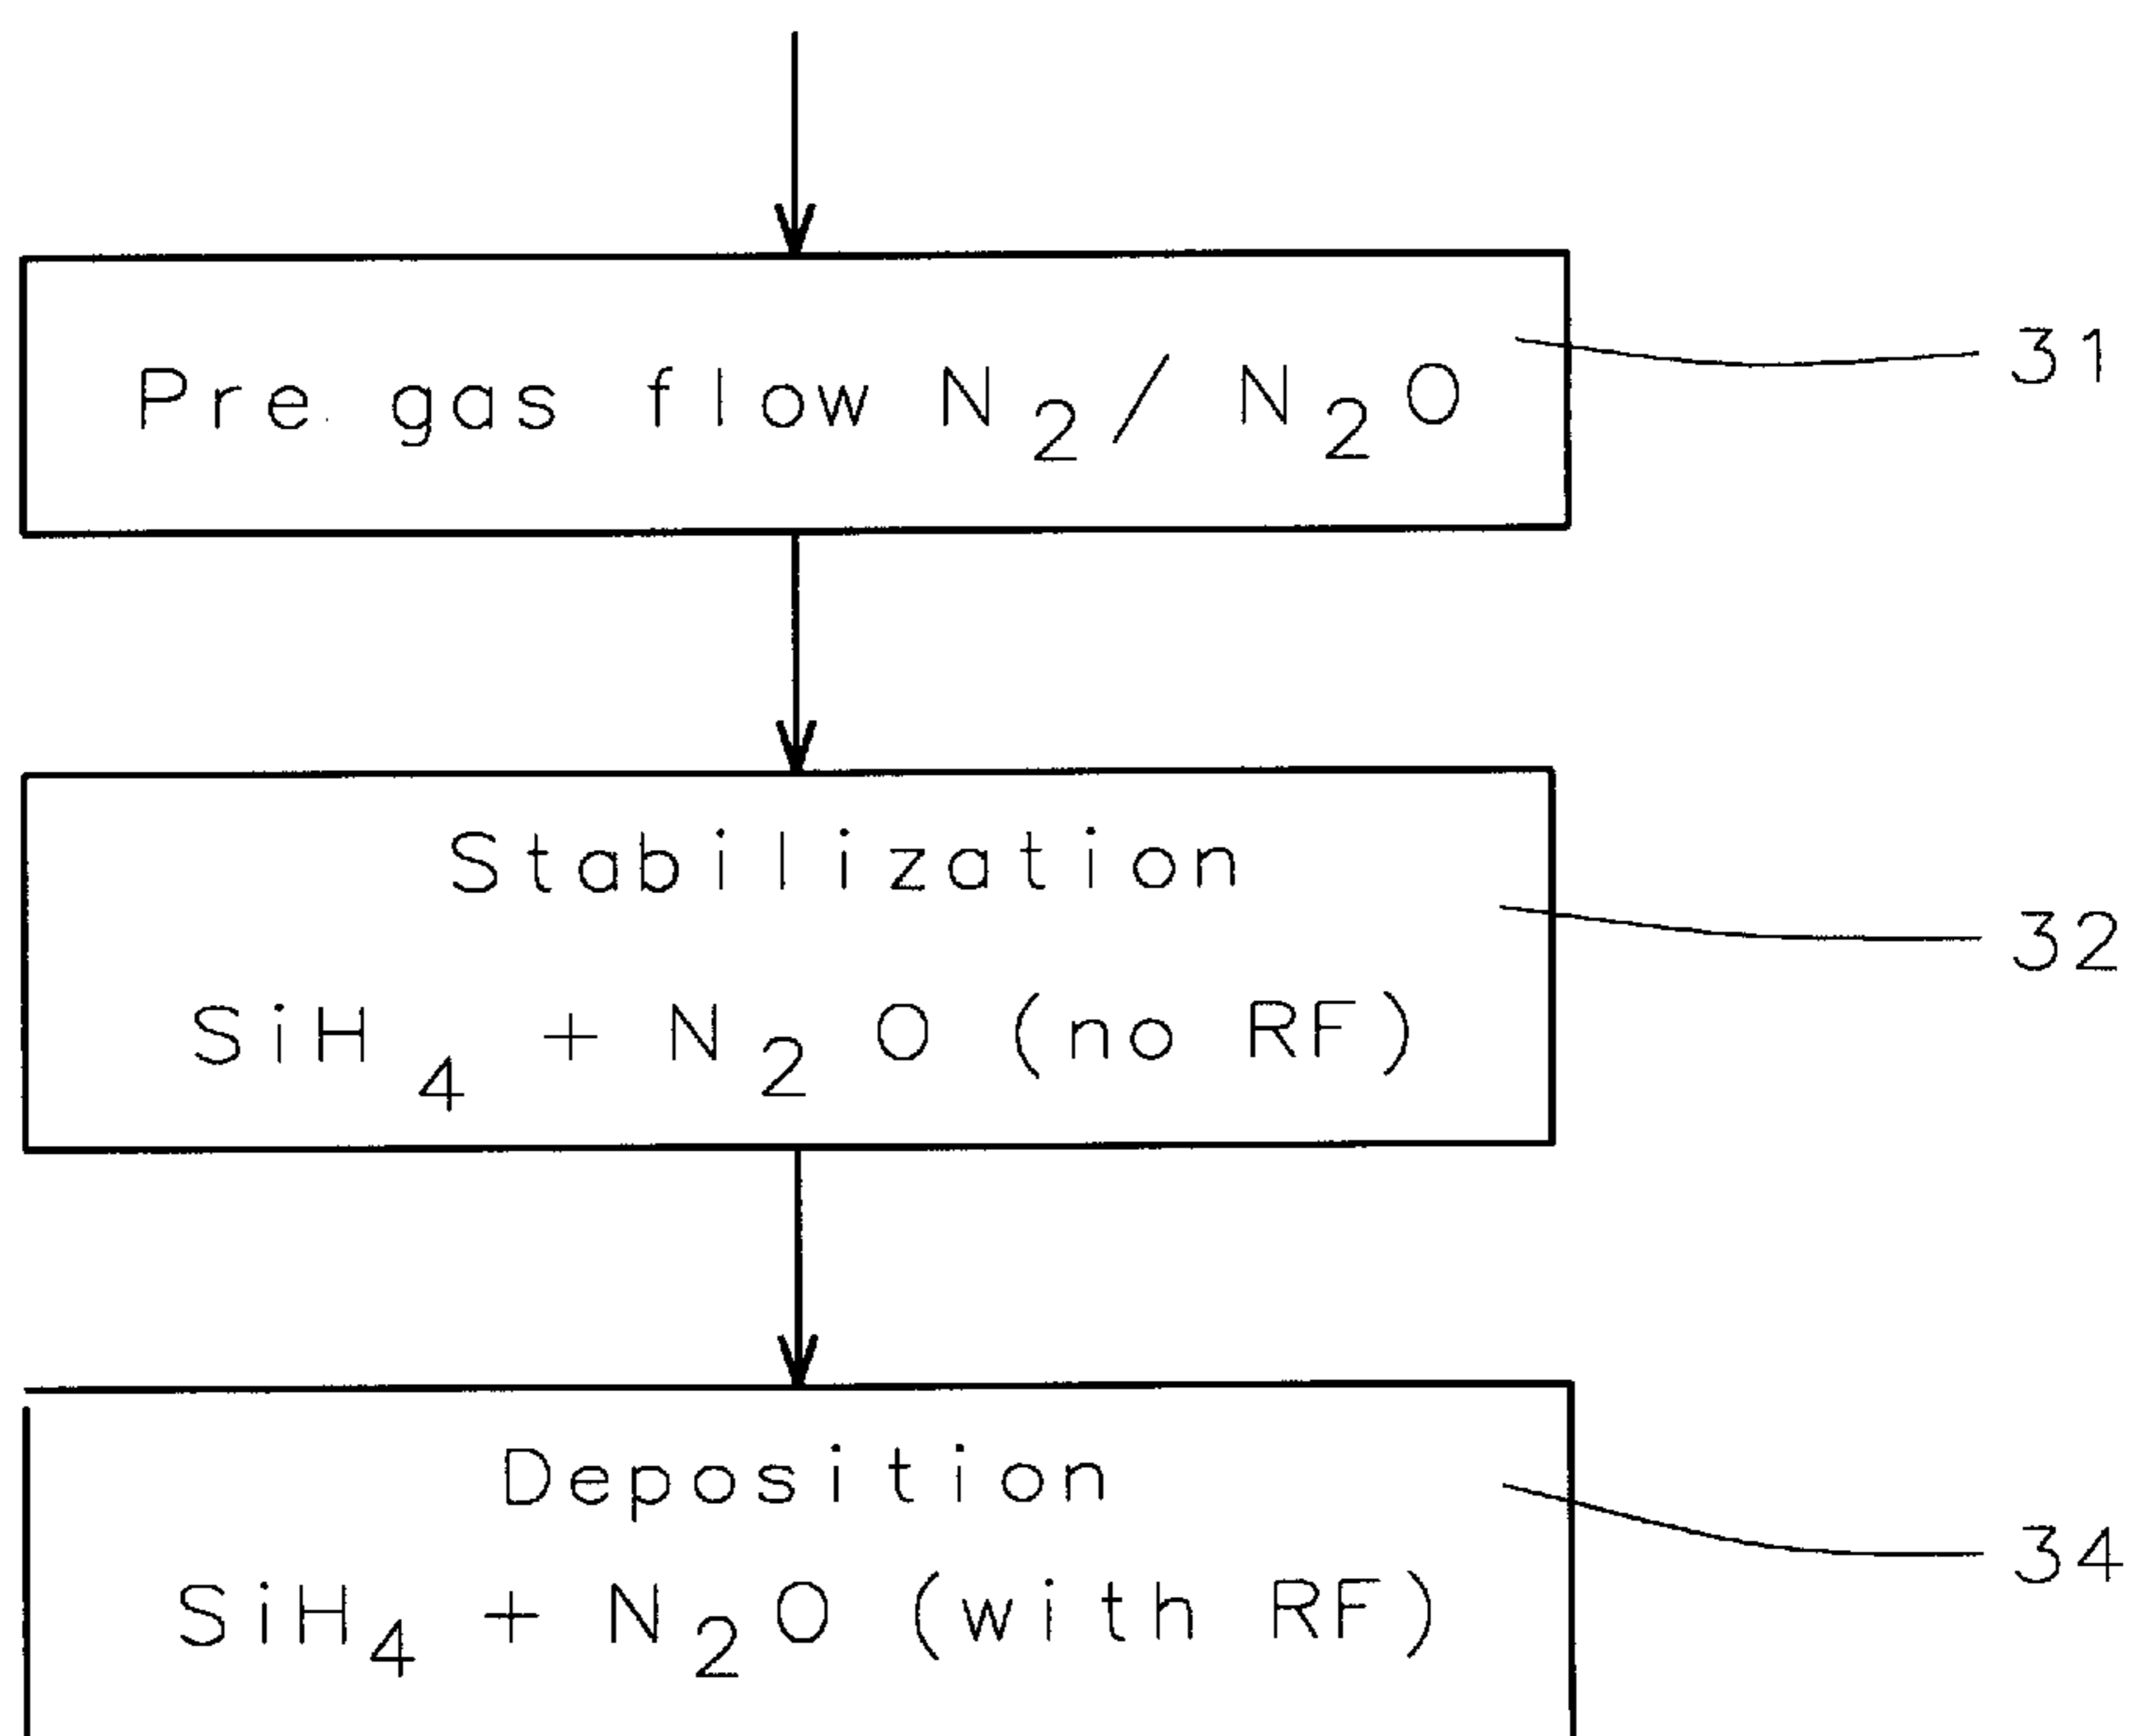 Pre gas flow N₂/N₂O
31
Stabilization
32
SiH₄ + N₂O (no RF)
Deposition
34
SiH₄ + N₂O (with RF)